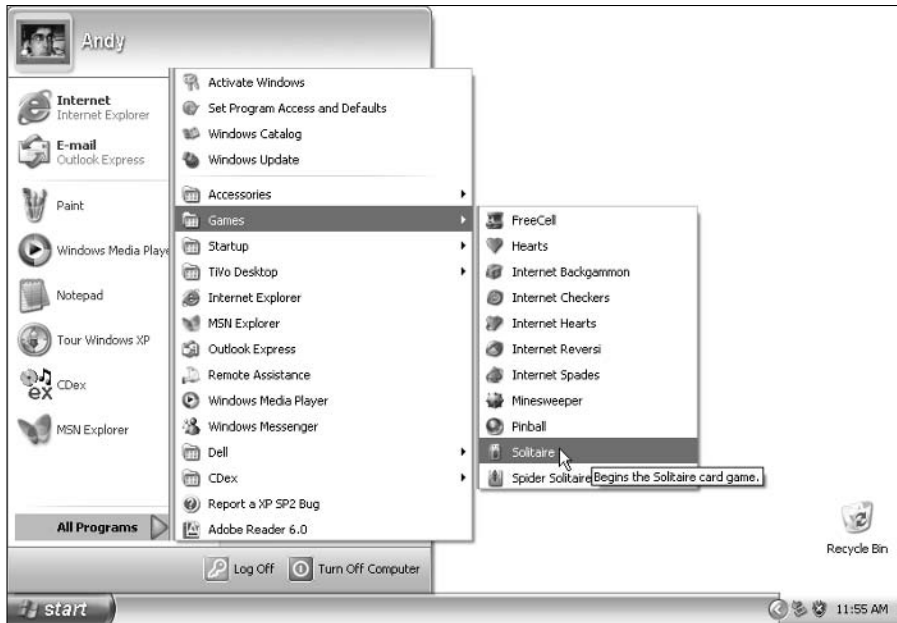 Andy
Internet
Internet Explorer
E-mail
Outlook Express
Paint
Windows Media Playe
Notepad
Tour Windows XP
CDex
MSN Explorer
All Programs
Activate Windows
Set Program Access and Defaults
Windows Catalog
Windows Update
Accessories
Games
Startup
TiVo Desktop
Internet Explorer
MSN Explorer
Outlook Express
Remote Assistance
Windows Media Player
Windows Messenger
Dell
CDex
Report a XP SP2 Bug
Adobe Reader 6.0
FreeCell
Hearts
Internet Backgammon
Internet Checkers
Internet Hearts
Internet Reversi
Internet Spades
Minesweeper
Pinball
Solitaire
Spider Solitaire
Begins the Solitaire card game.
Recycle Bin
Log Off
Turn Off Computer
start
11:55 AM